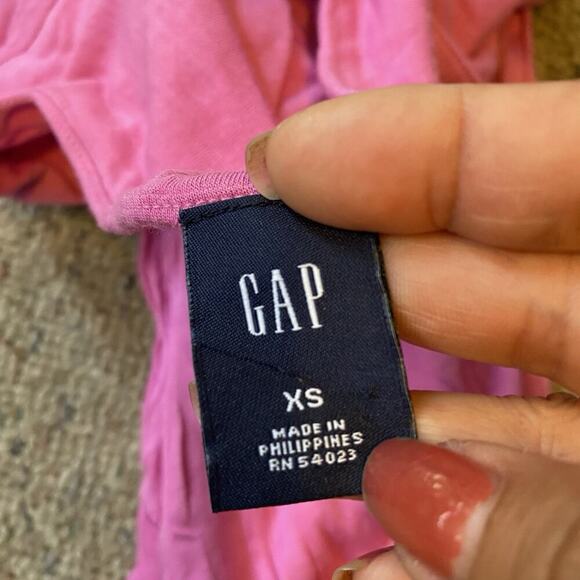 GAP
XS
MADE IN
PHILIPPINES
RN 54023